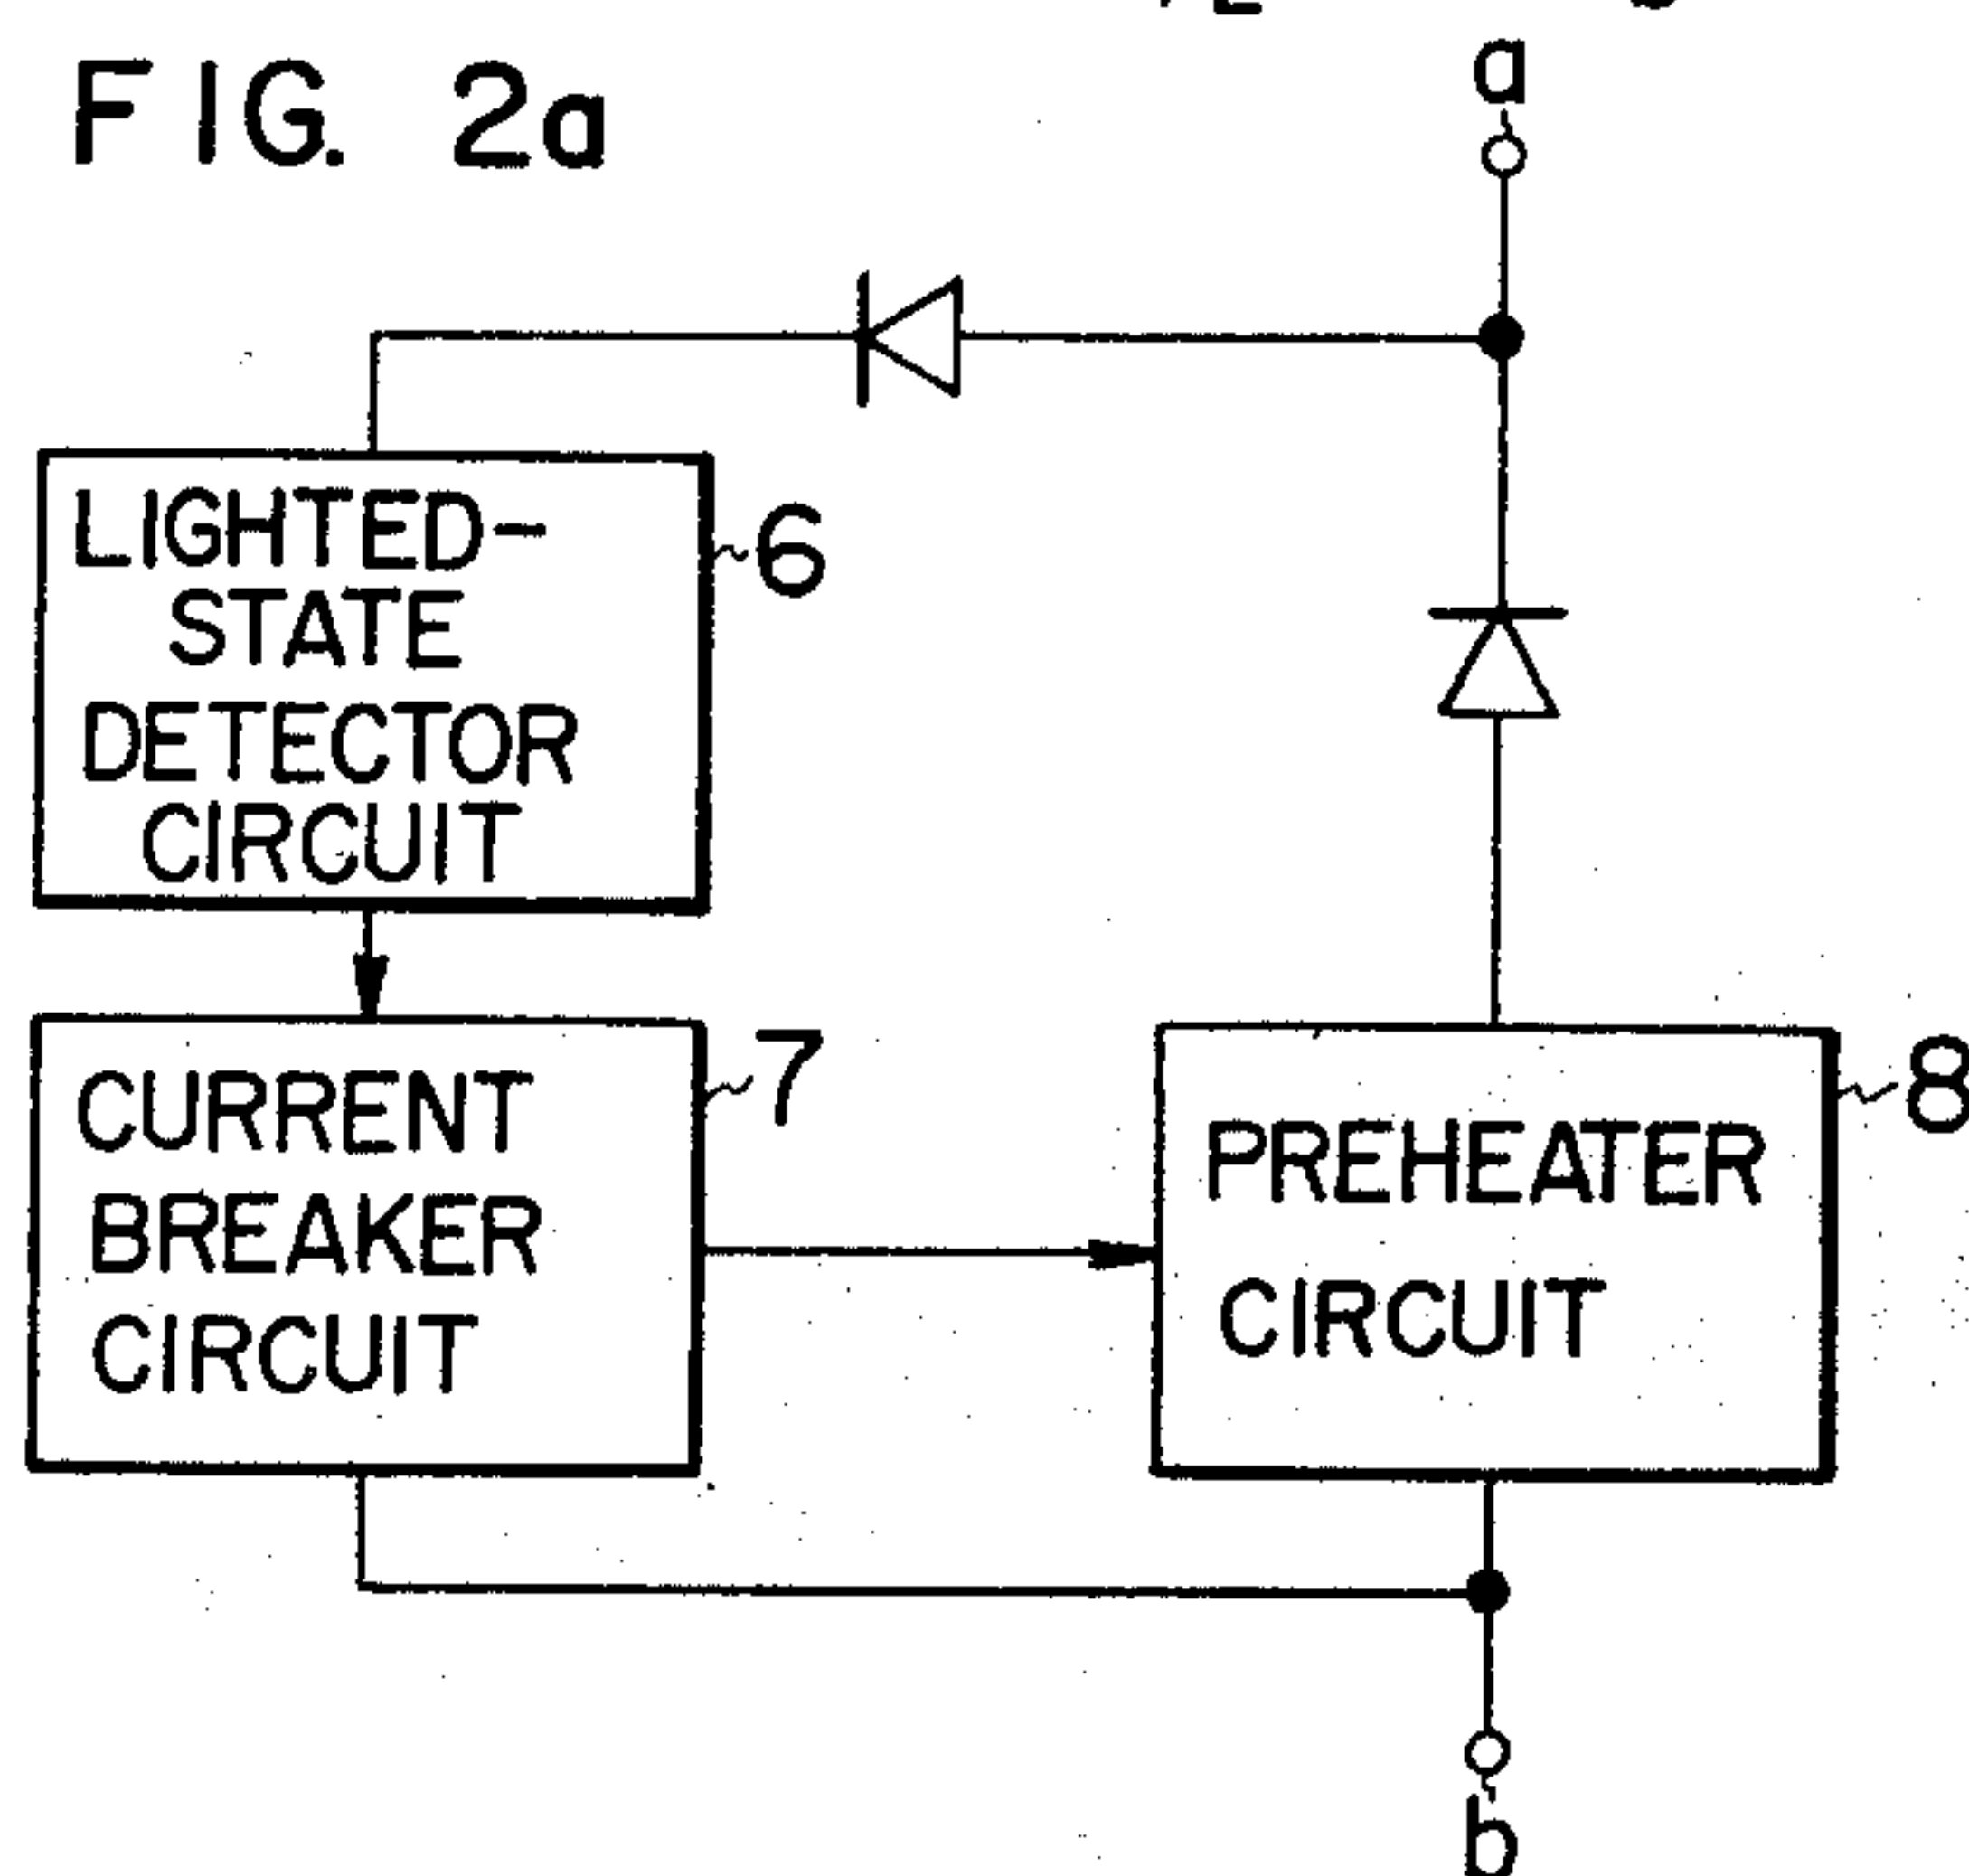 FIG. 2a
a
LIGHTED-
STATE
DETECTOR
CIRCUIT
6
CURRENT
BREAKER
CIRCUIT
7
PREHEATER
CIRCUIT
8
b